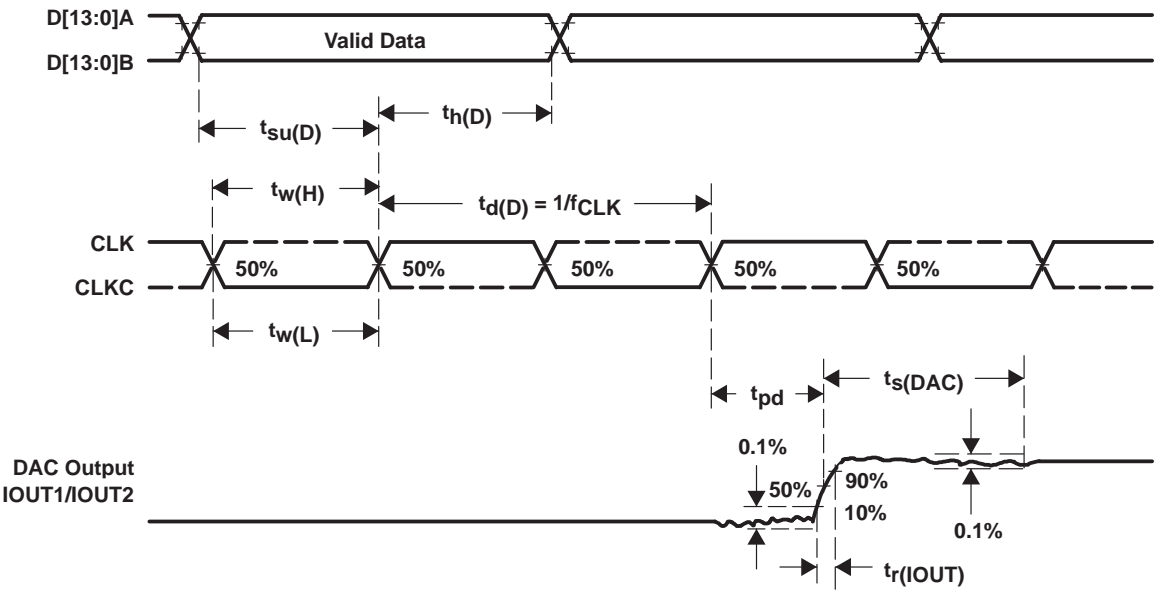 D[13:0]A
Valid Data
D[13:0]B
tsu(D)
th(D)
tw(H)
td(D) = 1/fCLK
CLK
50% 50% 50% 50% 50%
CLKC
tw(L)
ts(DAC)
tpd
0.1%
DAC Output
IOUT1/IOUT2
50%
90%
10%
0.1%
tr(IOUT)